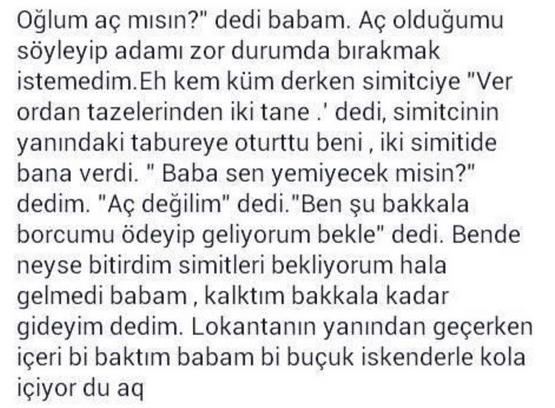 Oğlum aç mısın?" dedi babam. Aç olduğumu
söyleyip adamı zor durumda bırakmak
istemedim.Eh kem küm derken simitciye "Ver
ordan tazelerinden iki tane .' dedi, simitcinin
yanındaki tabureye oturttu beni , iki simitide
bana verdi. " Baba sen yemiyecek misin?"
dedim. "Aç değilim" dedi."Ben şu bakkala
borcumu ödeyip geliyorum bekle" dedi. Bende
neyse bitirdim simitleri bekliyorum hala
gelmedi babam , kalktım bakkala kadar
gideyim dedim. Lokantanın yanından geçerken
içeri bi baktım babam bi buçuk iskenderle kola
içiyor du aq